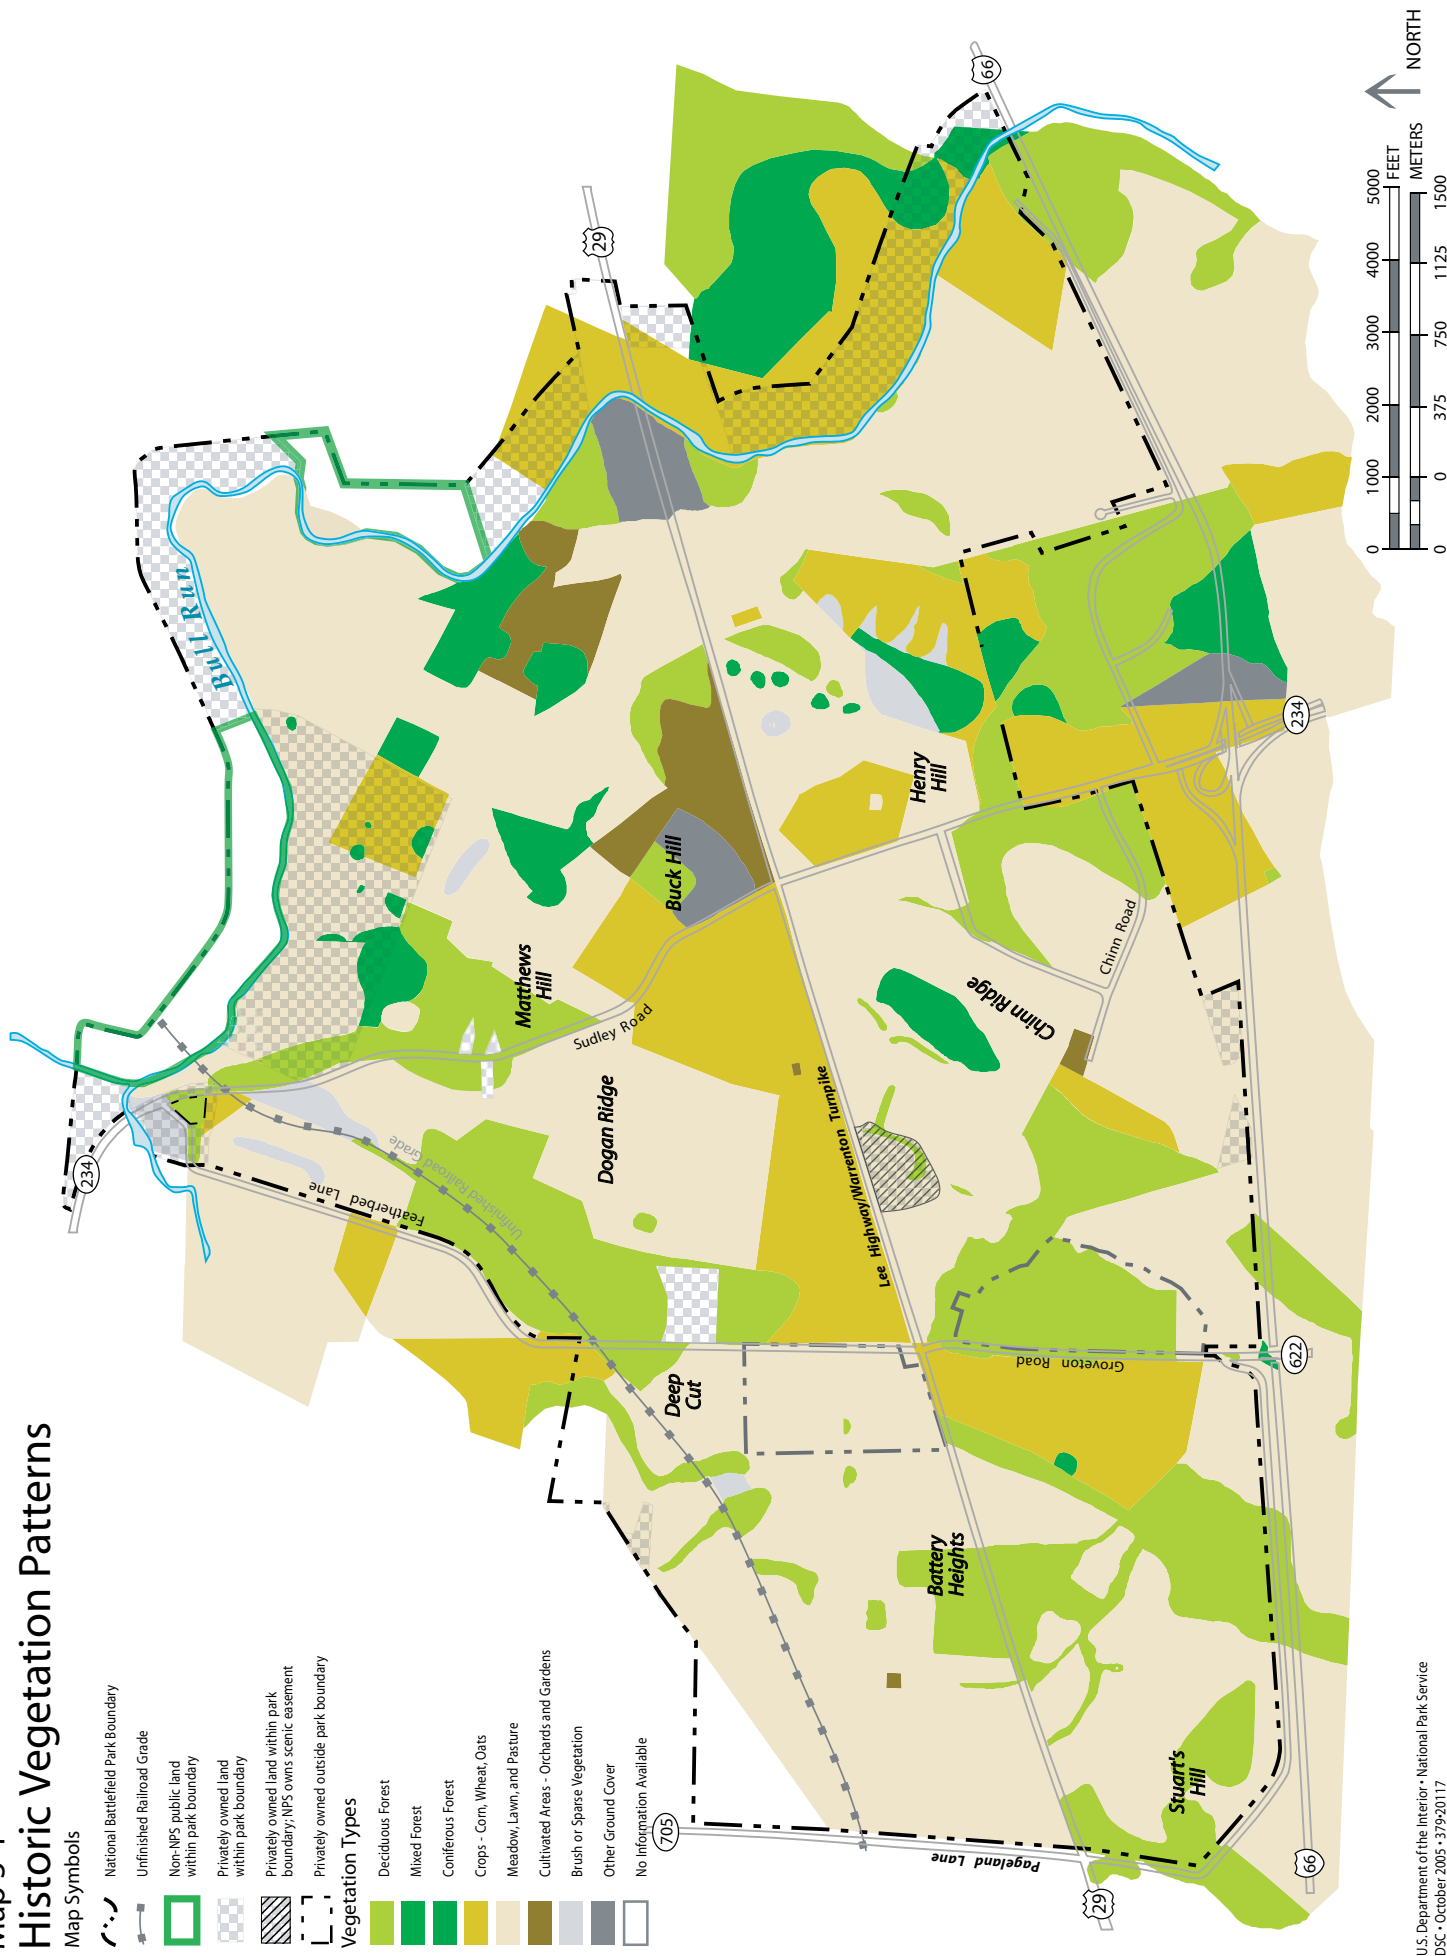 Historic Vegetation Patterns
Map Symbols
National Battlefield Park Boundary
Unfinished Railroad Grade
Non-NPS public land
within park boundary
Privately owned land
within park boundary
Privately owned land within park
boundary; NPS owns scenic easement
Privately owned outside park boundary
Vegetation Types
Deciduous Forest
Mixed Forest
Coniferous Forest
Crops - Corn, Wheat, Oats
Meadow, Lawn, and Pasture
Cultivated Areas - Orchards and Gardens
Brush or Sparse Vegetation
Other Ground Cover
No Information Available
234
Bull Run
29
66
Featherbed Lane
Unfinished Railroad Grade
Matthews
Hill
Sudley Road
Buck Hill
Dogan Ridge
Deep
Cut
Henry
Hill
Lee Highway/Warrenton Turnpike
Chinn Ridge
Chinn Road
234
Groveton Road
Battery
Heights
622
705
Pageland Lane
Stuart's
Hill
29
66
0 1000 2000 3000 4000 5000
FEET
METERS
0 0 375 750 1125 1500
NORTH
U.S. Department of the Interior • National Park Service
DSC • October 2005 • 379•20117